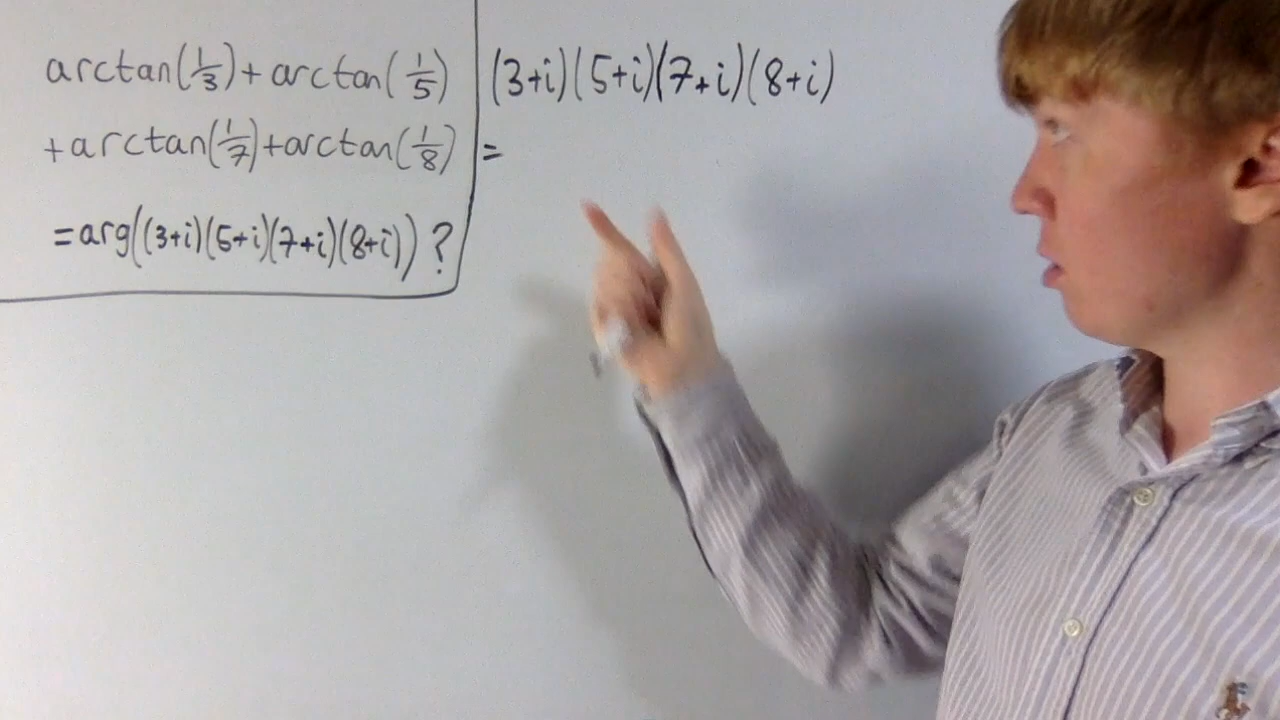 arctan(1/3)+arctan(1/5)
+arctan(1/7)+arctan(1/8)
=arg((3+i)(5+i)(7+i)(8+i))?
(3+i)(5+i)(7+i)(8+i)
=